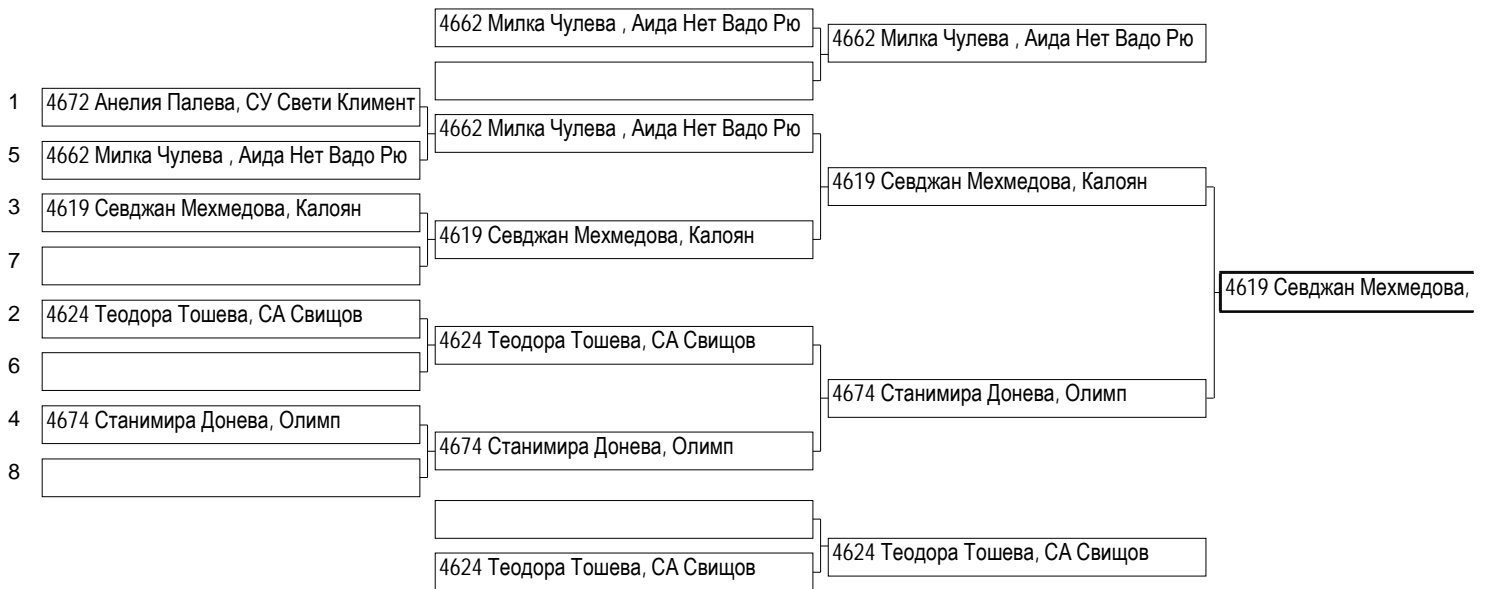 4662 Милка Чулева , Аида Нет Вадо Рю
4662 Милка Чулева , Аида Нет Вадо Рю
1 4672 Анелия Палева, СУ Свети Климент
4662 Милка Чулева , Аида Нет Вадо Рю
5 4662 Милка Чулева , Аида Нет Вадо Рю
4619 Севджан Мехмедова, Калоян
3 4619 Севджан Мехмедова, Калоян
4619 Севджан Мехмедова, Калоян
7
4619 Севджан Мехмедова,
2 4624 Теодора Тошева, СА Свищов
4624 Теодора Тошева, СА Свищов
6
4674 Станимира Донева, Олимп
4 4674 Станимира Донева, Олимп
4674 Станимира Донева, Олимп
8
4624 Теодора Тошева, СА Свищов
4624 Теодора Тошева, СА Свищов